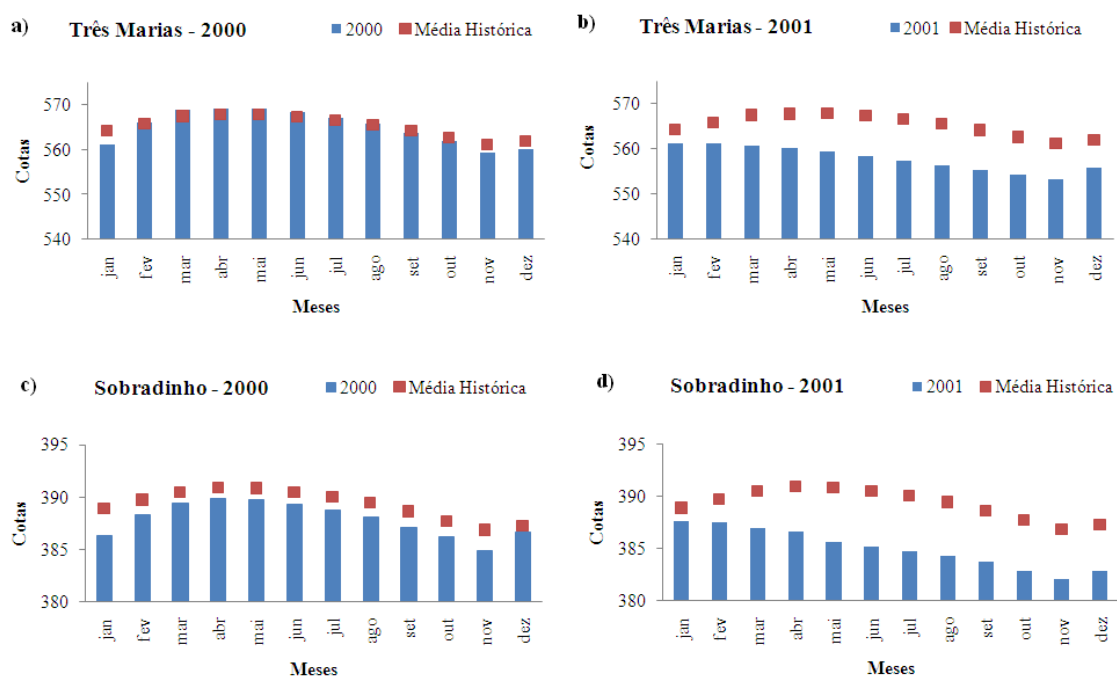 a) Três Marias - 2000 2000 Média Histórica
Cotas
570
560
550
540
jan fev mar abr mai jun jul ago set out nov dez
Meses
b) Três Marias - 2001 2001 Média Histórica
Cotas
570
560
550
540
jan fev mar abr mai jun jul ago set out nov dez
Meses
c) Sobradinho - 2000 2000 Média Histórica
Cotas
395
390
385
380
jan fev mar abr mai jun jul ago set out nov dez
Meses
d) Sobradinho - 2001 2001 Média Histórica
Cotas
395
390
385
380
jan fev mar abr mai jun jul ago set out nov dez
Meses